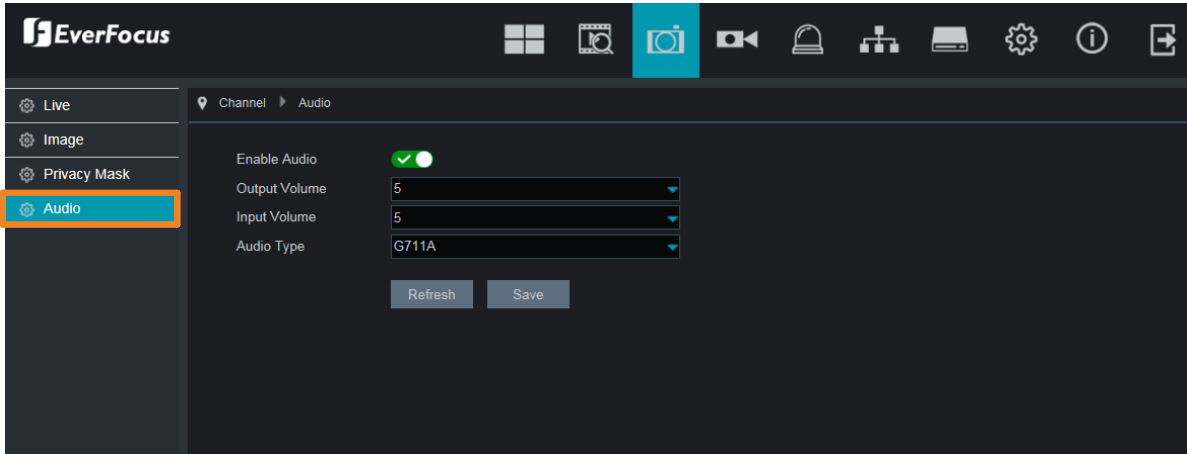 EverFocus
Live
Image
Privacy Mask
Audio
Channel Audio
Enable Audio
Output Volume 5
Input Volume 5
Audio Type G711A
Refresh Save